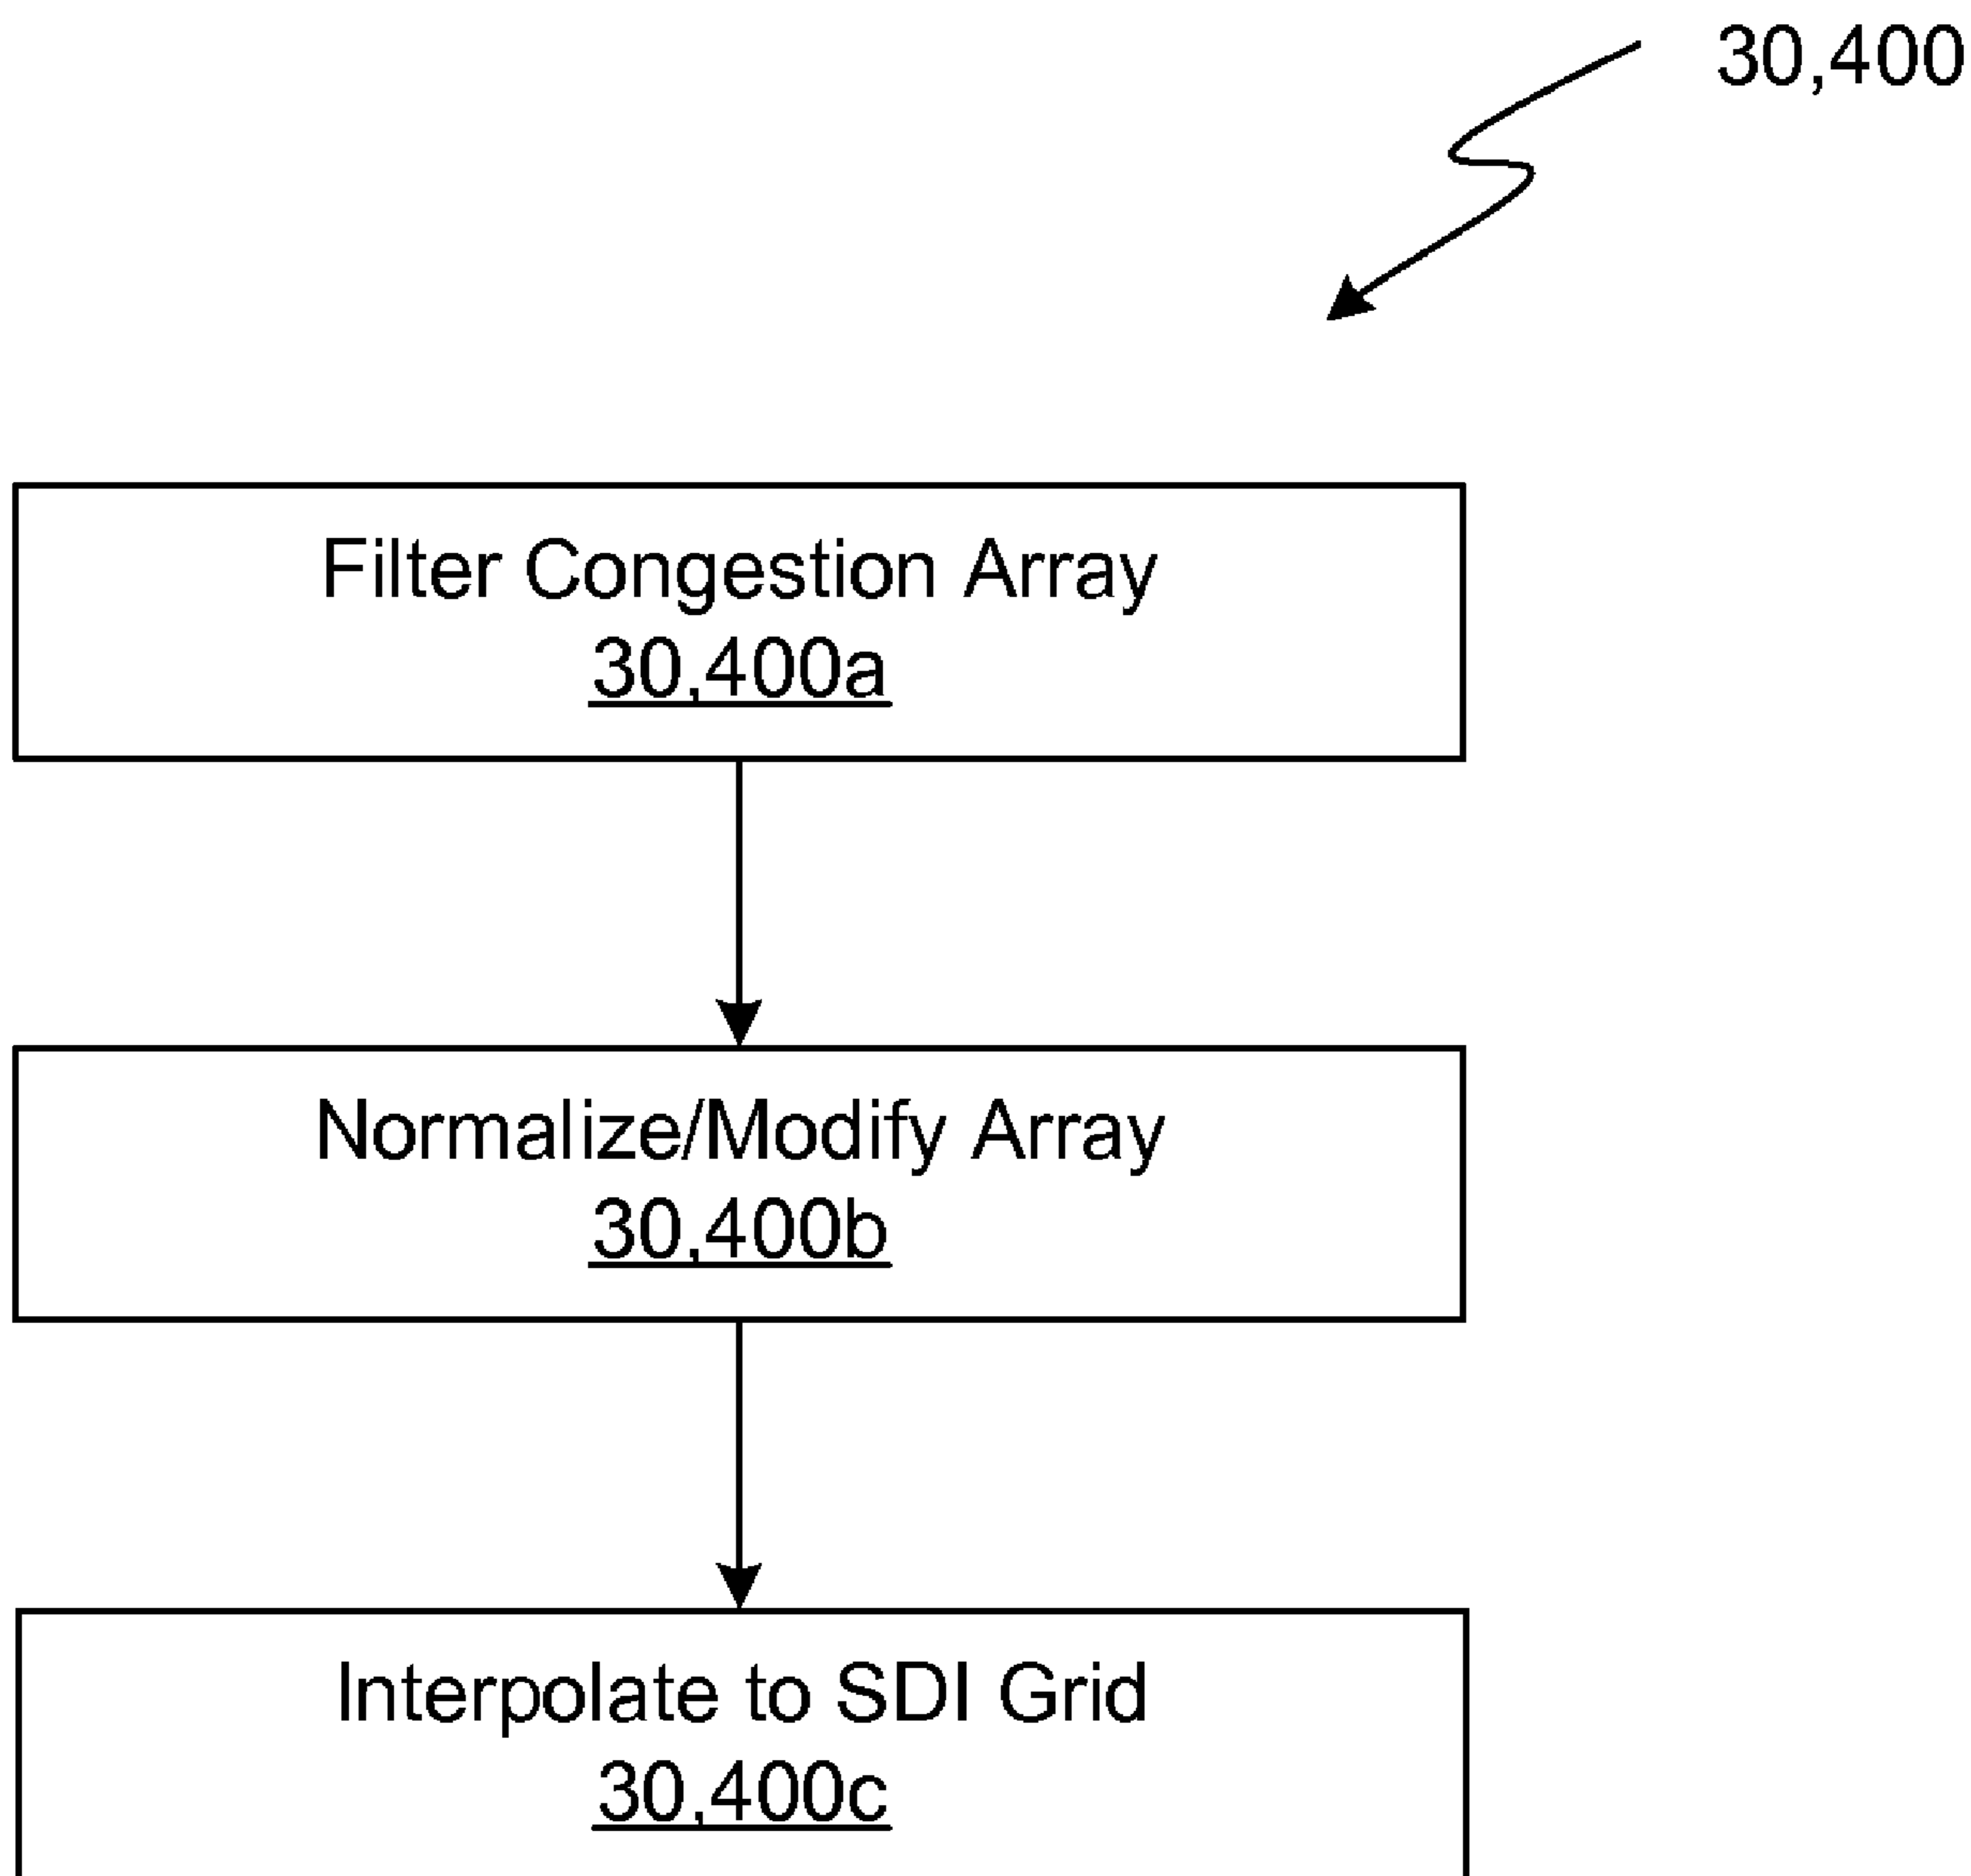 30,400
Filter Congestion Array
30,400a
Normalize/Modify Array
30,400b
Interpolate to SDI Grid
30,400c